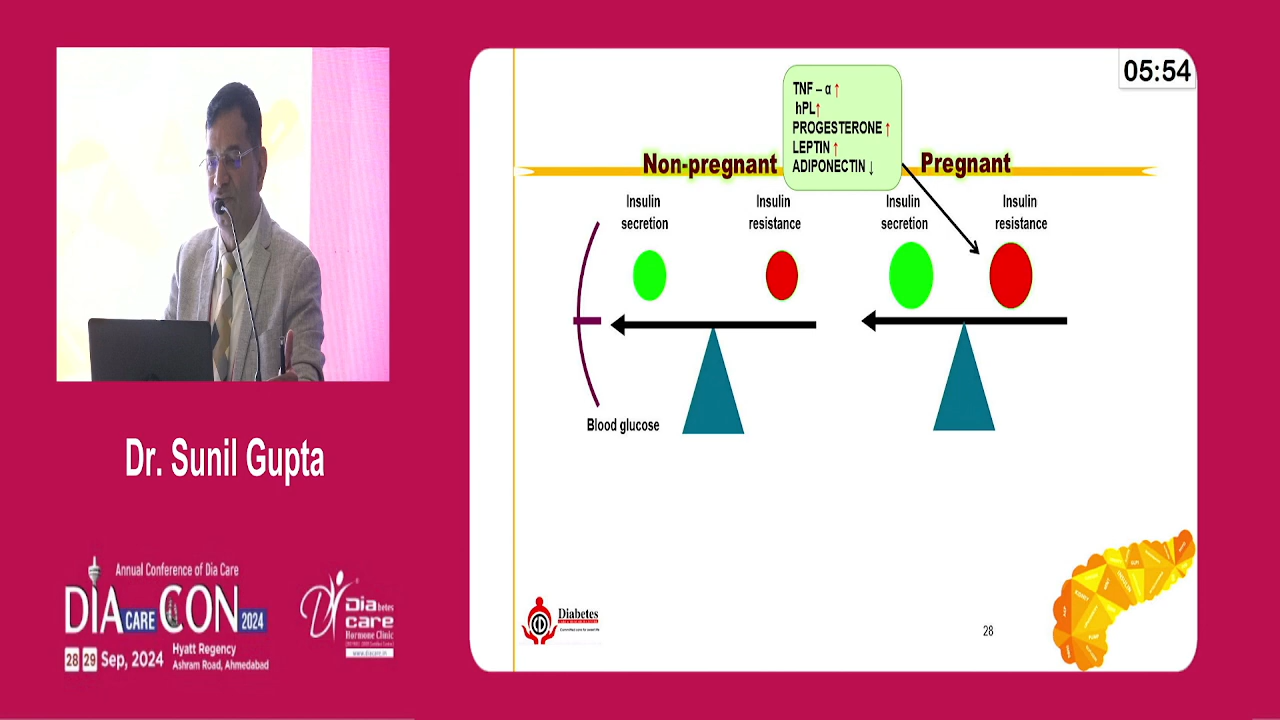 05:54
TNF – α ↑
hPL↑
PROGESTERONE ↑
LEPTIN ↑
ADIPONECTIN ↓
Non-pregnant
Pregnant
Insulin
secretion
Insulin
resistance
Insulin
secretion
Insulin
resistance
Blood glucose
Diabetes
28
Dr. Sunil Gupta
Annual Conference of Dia Care
DIA CARE CON 2024
28 29 Sep, 2024
Hyatt Regency
Ashram Road, Ahmedabad
Diabetes
care
Hormone Clinic
www.diacare.in